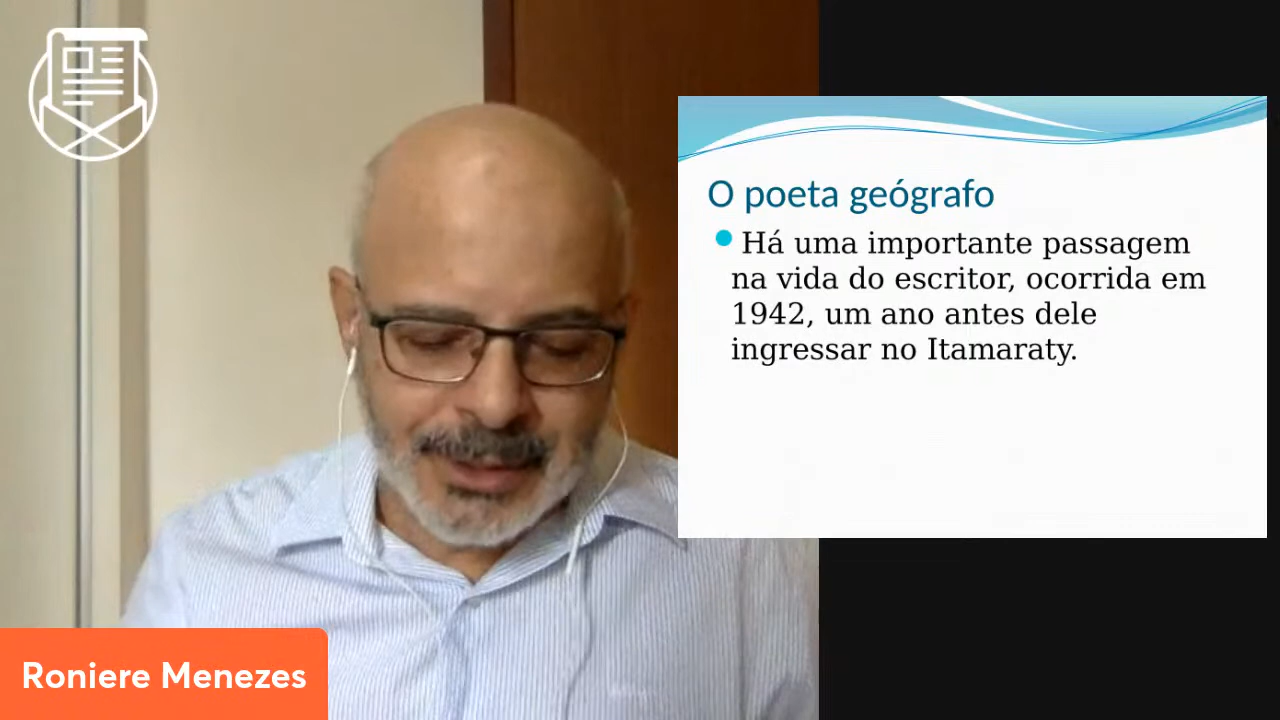 O poeta geógrafo
Há uma importante passagem
na vida do escritor, ocorrida em
1942, um ano antes dele
ingressar no Itamaraty.
Roniere Menezes